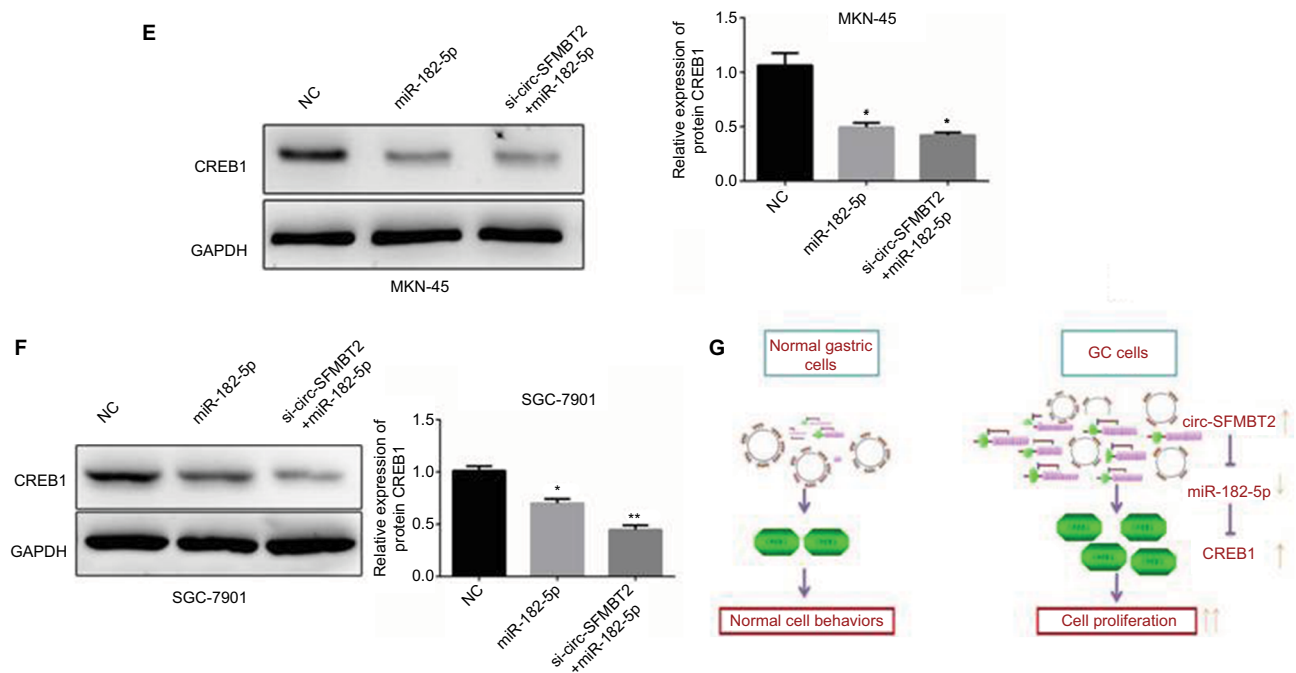 E
NC
miR-182-5p
si-circ-SFMBT2
+miR-182-5p
CREB1
GAPDH
MKN-45
MKN-45
Relative expression of
protein CREB1
1.5
1.0
0.5
0.0
*
*
NC
miR-182-5p
si-circ-SFMBT2
+miR-182-5p
F
NC
miR-182-5p
si-circ-SFMBT2
+miR-182-5p
CREB1
GAPDH
SGC-7901
SGC-7901
Relative expression of
protein CREB1
1.5
1.0
0.5
0.0
*
**
NC
miR-182-5p
si-circ-SFMBT2
+miR-182-5p
G
Normal gastric
cells
Normal cell behaviors
GC cells
circ-SFMBT2
miR-182-5p
CREB1
Cell proliferation